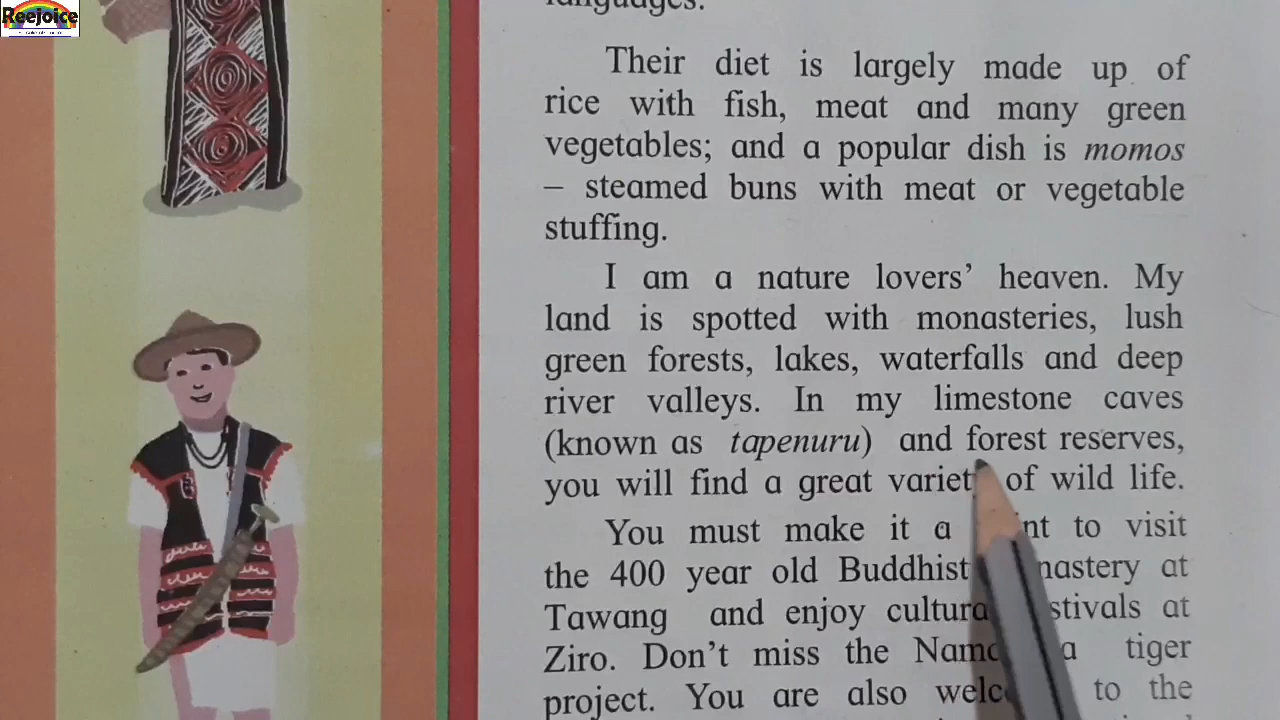 Reejoice
languages.
Their diet is largely made up of
rice with fish, meat and many green
vegetables; and a popular dish is momos
– steamed buns with meat or vegetable
stuffing.
I am a nature lovers’ heaven. My
land is spotted with monasteries, lush
green forests, lakes, waterfalls and deep
river valleys. In my limestone caves
(known as tapenuru) and forest reserves,
you will find a great variet of wild life.
You must make it a nt to visit
the 400 year old Buddhist nastery at
Tawang and enjoy cultura stivals at
Ziro. Don’t miss the Namd a tiger
project. You are also welc to the